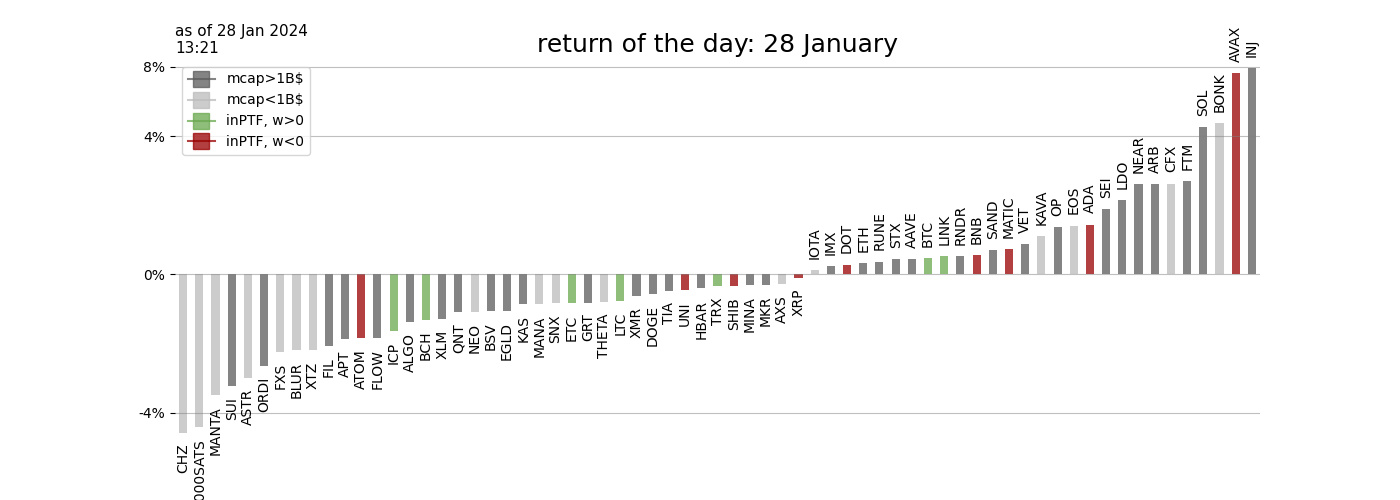 as of 28 Jan 2024
13:21
return of the day: 28 January
8%
4%
0%
-4%
mcap>1B$
mcap<1B$
inPTF, w>0
inPTF, w<0
CHZ
000SATS
MANTA
SUI
ASTR
ORDI
FXS
BLUR
XTZ
FIL
APT
ATOM
FLOW
ICP
ALGO
BCH
XLM
QNT
NEO
BSV
EGLD
KAS
MANA
SNX
ETC
GRT
THETA
LTC
XMR
DOGE
TIA
UNI
HBAR
TRX
SHIB
MINA
MKR
AXS
XRP
IOTA
IMX
DOT
ETH
RUNE
STX
AAVE
BTC
LINK
RNDR
BNB
SAND
MATIC
VET
KAVA
OP
EOS
ADA
SEI
LDO
NEAR
ARB
CFX
FTM
SOL
BONK
AVAX
INJ